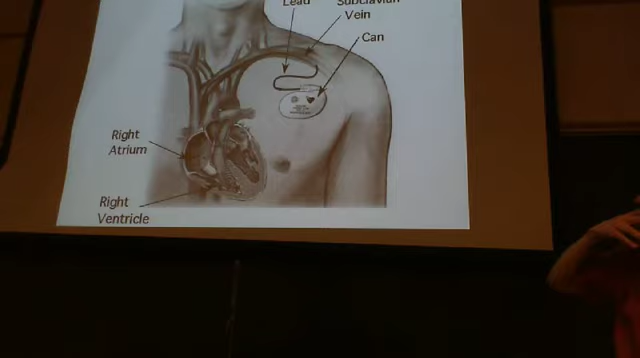 Lead
Subclavian
Vein
Can
Right
Atrium
Right
Ventricle